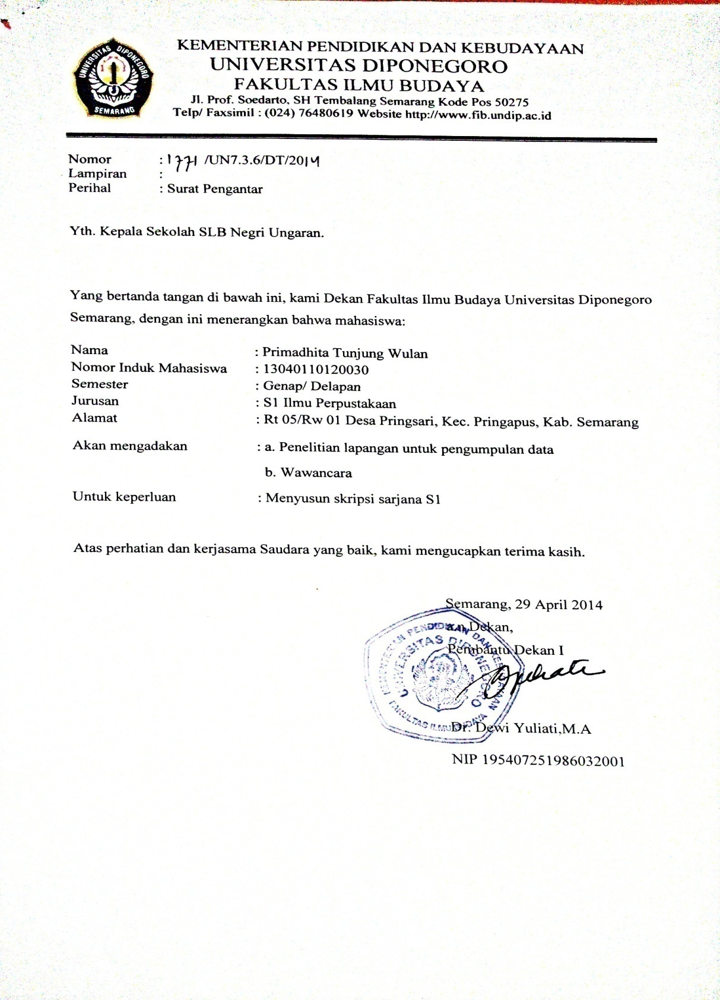 UNIVERSITAS DIPONEGORO
SEMARANG
KEMENTERIAN PENDIDIKAN DAN KEBUDAYAAN
UNIVERSITAS DIPONEGORO
FAKULTAS ILMU BUDAYA
Jl. Prof. Soedarto, SH Tembalang Semarang Kode Pos 50275
Telp/ Faxsimil : (024) 76480619 Website http://www.fib.undip.ac.id
Nomor : 1771 /UN7.3.6/DT/2014
Lampiran :
Perihal : Surat Pengantar
Yth. Kepala Sekolah SLB Negri Ungaran.
Yang bertanda tangan di bawah ini, kami Dekan Fakultas Ilmu Budaya Universitas Diponegoro
Semarang, dengan ini menerangkan bahwa mahasiswa:
Nama : Primadhita Tunjung Wulan
Nomor Induk Mahasiswa : 13040110120030
Semester : Genap/ Delapan
Jurusan : S1 Ilmu Perpustakaan
Alamat : Rt 05/Rw 01 Desa Pringsari, Kec. Pringapus, Kab. Semarang
Akan mengadakan : a. Penelitian lapangan untuk pengumpulan data
b. Wawancara
Untuk keperluan : Menyusun skripsi sarjana S1
Atas perhatian dan kerjasama Saudara yang baik, kami mengucapkan terima kasih.
Semarang, 29 April 2014
a.n Dekan,
Pembantu Dekan I
KEMENTERIAN PENDIDIKAN DAN KEBUDAYAAN
UNIVERSITAS DIPONEGORO
FAKULTAS ILMU BUDAYA
Dr. Dewi Yuliati,M.A
NIP 195407251986032001